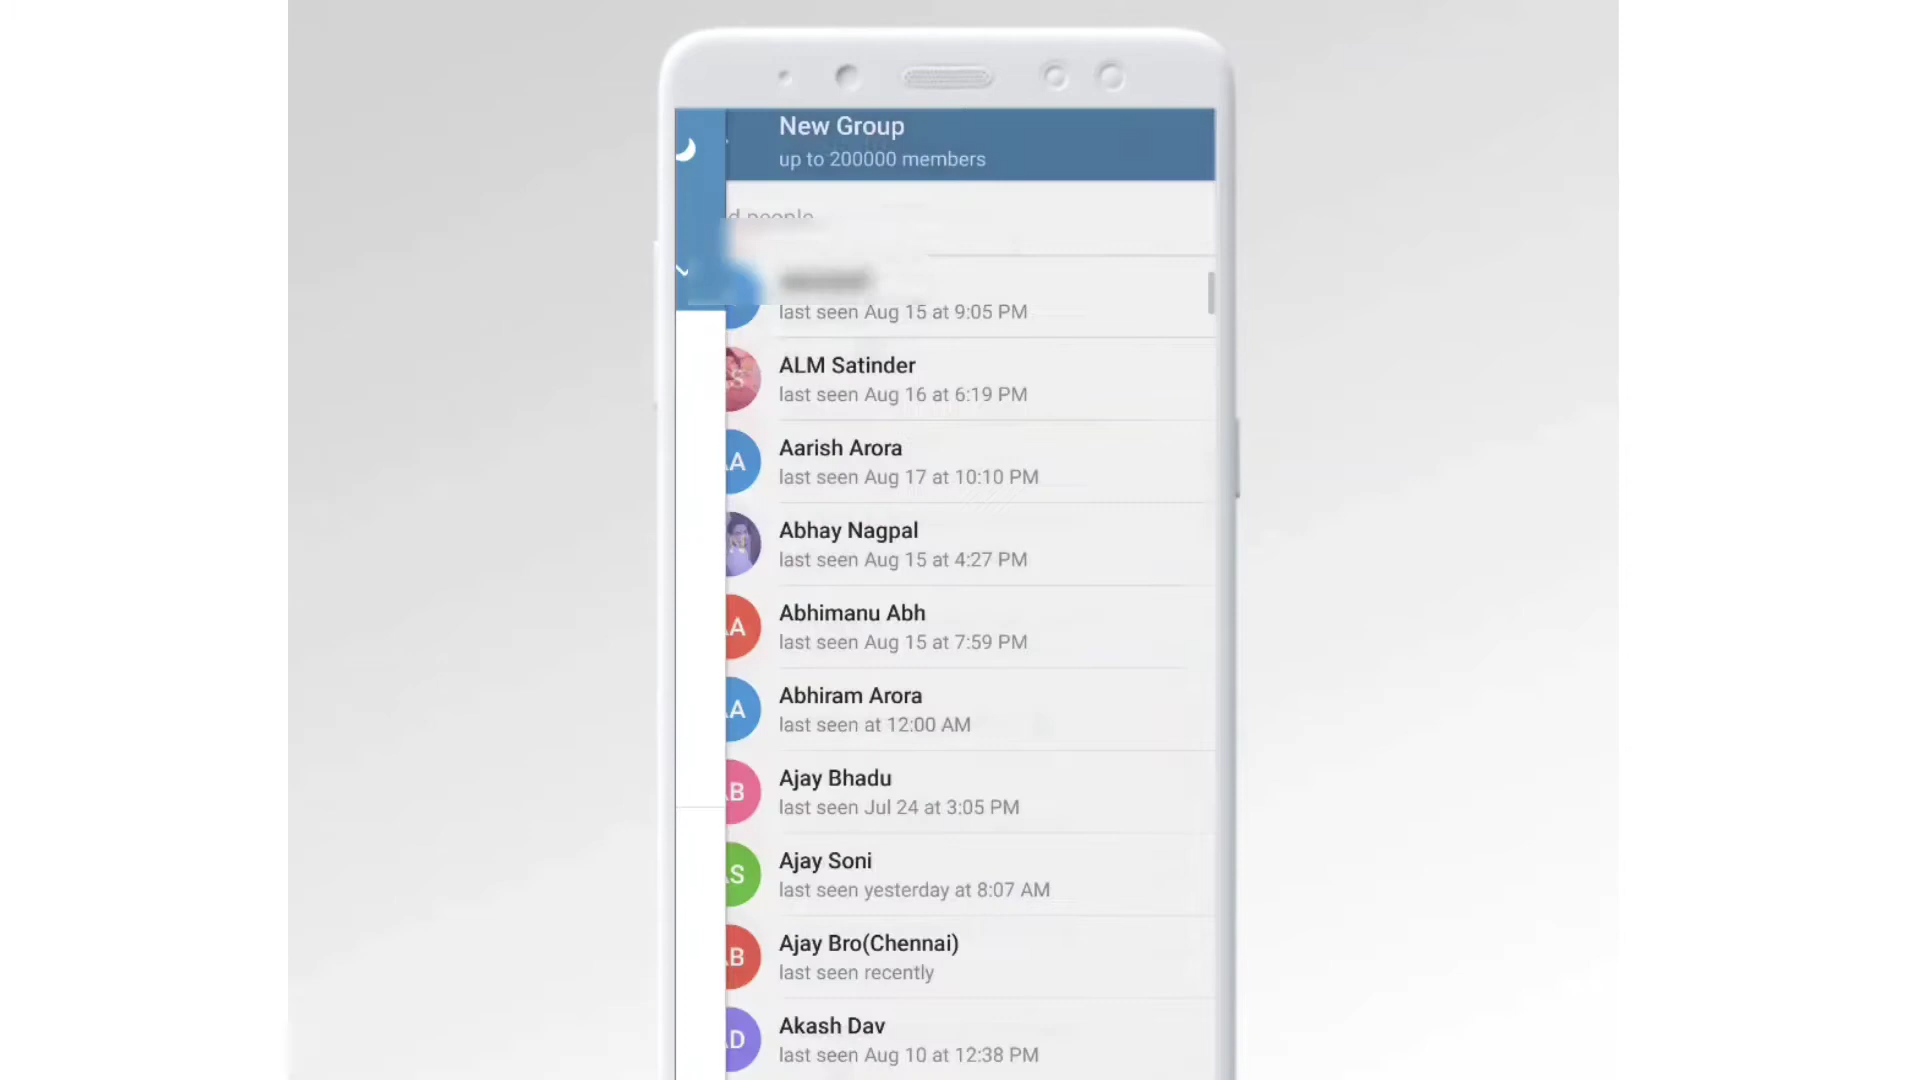 New Group
up to 200000 members
d people
last seen Aug 15 at 9:05 PM
S
ALM Satinder
last seen Aug 16 at 6:19 PM
A
Aarish Arora
last seen Aug 17 at 10:10 PM
Abhay Nagpal
last seen Aug 15 at 4:27 PM
A
Abhimanu Abh
last seen Aug 15 at 7:59 PM
A
Abhiram Arora
last seen at 12:00 AM
B
Ajay Bhadu
last seen Jul 24 at 3:05 PM
S
Ajay Soni
last seen yesterday at 8:07 AM
B
Ajay Bro(Chennai)
last seen recently
D
Akash Dav
last seen Aug 10 at 12:38 PM